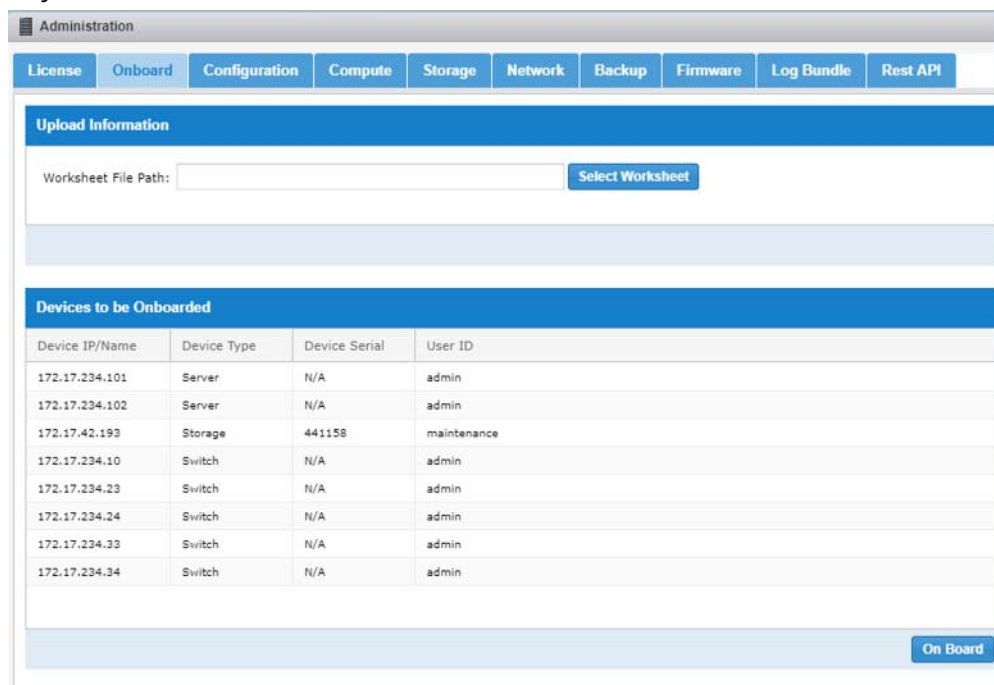 Administration
License Onboard Configuration Compute Storage Network Backup Firmware Log Bundle Rest API
Upload Information
Worksheet File Path: Select Worksheet
Devices to be Onboarded
Device IP/Name Device Type Device Serial User ID
172.17.234.101 Server N/A admin
172.17.234.102 Server N/A admin
172.17.42.193 Storage 441158 maintenance
172.17.234.10 Switch N/A admin
172.17.234.23 Switch N/A admin
172.17.234.24 Switch N/A admin
172.17.234.33 Switch N/A admin
172.17.234.34 Switch N/A admin
On Board